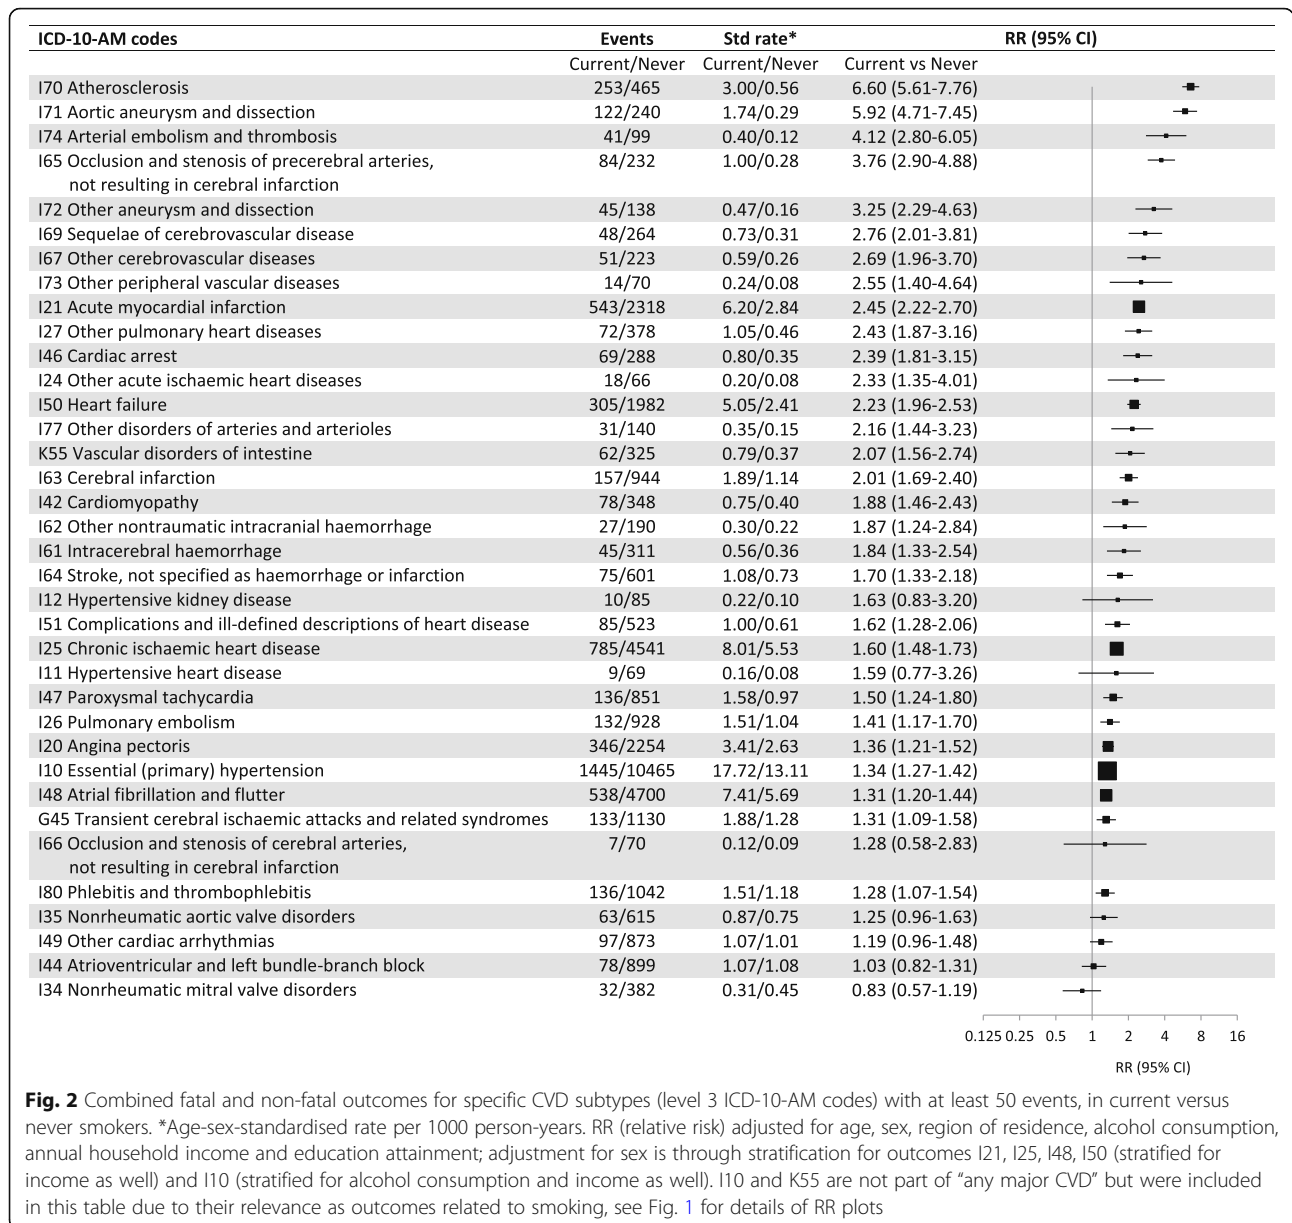 ICD-10-AM codes Events Std rate* RR (95% CI)
Current/Never Current/Never Current vs Never
I70 Atherosclerosis 253/465 3.00/0.56 6.60 (5.61-7.76)
I71 Aortic aneurysm and dissection 122/240 1.74/0.29 5.92 (4.71-7.45)
I74 Arterial embolism and thrombosis 41/99 0.40/0.12 4.12 (2.80-6.05)
I65 Occlusion and stenosis of precerebral arteries, 84/232 1.00/0.28 3.76 (2.90-4.88)
not resulting in cerebral infarction
I72 Other aneurysm and dissection 45/138 0.47/0.16 3.25 (2.29-4.63)
I69 Sequelae of cerebrovascular disease 48/264 0.73/0.31 2.76 (2.01-3.81)
I67 Other cerebrovascular diseases 51/223 0.59/0.26 2.69 (1.96-3.70)
I73 Other peripheral vascular diseases 14/70 0.24/0.08 2.55 (1.40-4.64)
I21 Acute myocardial infarction 543/2318 6.20/2.84 2.45 (2.22-2.70)
I27 Other pulmonary heart diseases 72/378 1.05/0.46 2.43 (1.87-3.16)
I46 Cardiac arrest 69/288 0.80/0.35 2.39 (1.81-3.15)
I24 Other acute ischaemic heart diseases 18/66 0.20/0.08 2.33 (1.35-4.01)
I50 Heart failure 305/1982 5.05/2.41 2.23 (1.96-2.53)
I77 Other disorders of arteries and arterioles 31/140 0.35/0.15 2.16 (1.44-3.23)
K55 Vascular disorders of intestine 62/325 0.79/0.37 2.07 (1.56-2.74)
I63 Cerebral infarction 157/944 1.89/1.14 2.01 (1.69-2.40)
I42 Cardiomyopathy 78/348 0.75/0.40 1.88 (1.46-2.43)
I62 Other nontraumatic intracranial haemorrhage 27/190 0.30/0.22 1.87 (1.24-2.84)
I61 Intracerebral haemorrhage 45/311 0.56/0.36 1.84 (1.33-2.54)
I64 Stroke, not specified as haemorrhage or infarction 75/601 1.08/0.73 1.70 (1.33-2.18)
I12 Hypertensive kidney disease 10/85 0.22/0.10 1.63 (0.83-3.20)
I51 Complications and ill-defined descriptions of heart disease 85/523 1.00/0.61 1.62 (1.28-2.06)
I25 Chronic ischaemic heart disease 785/4541 8.01/5.53 1.60 (1.48-1.73)
I11 Hypertensive heart disease 9/69 0.16/0.08 1.59 (0.77-3.26)
I47 Paroxysmal tachycardia 136/851 1.58/0.97 1.50 (1.24-1.80)
I26 Pulmonary embolism 132/928 1.51/1.04 1.41 (1.17-1.70)
I20 Angina pectoris 346/2254 3.41/2.63 1.36 (1.21-1.52)
I10 Essential (primary) hypertension 1445/10465 17.72/13.11 1.34 (1.27-1.42)
I48 Atrial fibrillation and flutter 538/4700 7.41/5.69 1.31 (1.20-1.44)
G45 Transient cerebral ischaemic attacks and related syndromes 133/1130 1.88/1.28 1.31 (1.09-1.58)
I66 Occlusion and stenosis of cerebral arteries, 7/70 0.12/0.09 1.28 (0.58-2.83)
not resulting in cerebral infarction
I80 Phlebitis and thrombophlebitis 136/1042 1.51/1.18 1.28 (1.07-1.54)
I35 Nonrheumatic aortic valve disorders 63/615 0.87/0.75 1.25 (0.96-1.63)
I49 Other cardiac arrhythmias 97/873 1.07/1.01 1.19 (0.96-1.48)
I44 Atrioventricular and left bundle-branch block 78/899 1.07/1.08 1.03 (0.82-1.31)
I34 Nonrheumatic mitral valve disorders 32/382 0.31/0.45 0.83 (0.57-1.19)
0.125 0.25 0.5 1 2 4 8 16
RR (95% CI)
Fig. 2 Combined fatal and non-fatal outcomes for specific CVD subtypes (level 3 ICD-10-AM codes) with at least 50 events, in current versus
never smokers. *Age-sex-standardised rate per 1000 person-years. RR (relative risk) adjusted for age, sex, region of residence, alcohol consumption,
annual household income and education attainment; adjustment for sex is through stratification for outcomes I21, I25, I48, I50 (stratified for
income as well) and I10 (stratified for alcohol consumption and income as well). I10 and K55 are not part of “any major CVD” but were included
in this table due to their relevance as outcomes related to smoking, see Fig. 1 for details of RR plots